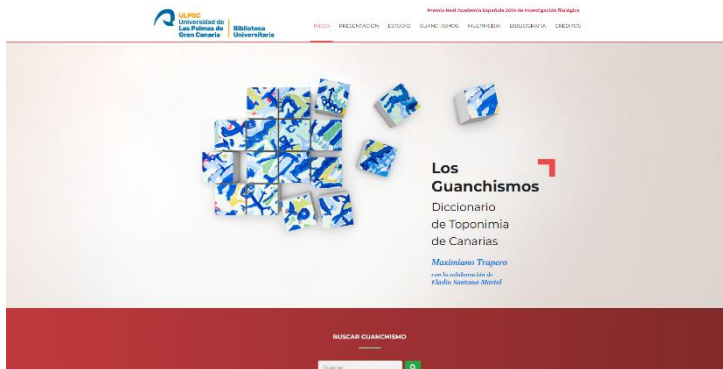 Premio Real Academia Española 2019 de Investigación filológica
ULPGC
Universidad de
Las Palmas de
Gran Canaria
Biblioteca
Universitaria
INICIO PRESENTACIÓN ESTUDIO GUANCHISMOS MULTIMEDIA BIBLIOGRAFÍA CRÉDITOS
Los
Guanchismos
Diccionario
de Toponimia
de Canarias
Maximiano Trapero
con la colaboración de
Eladio Santana Martel
BUSCAR GUANCHISMO
Buscar